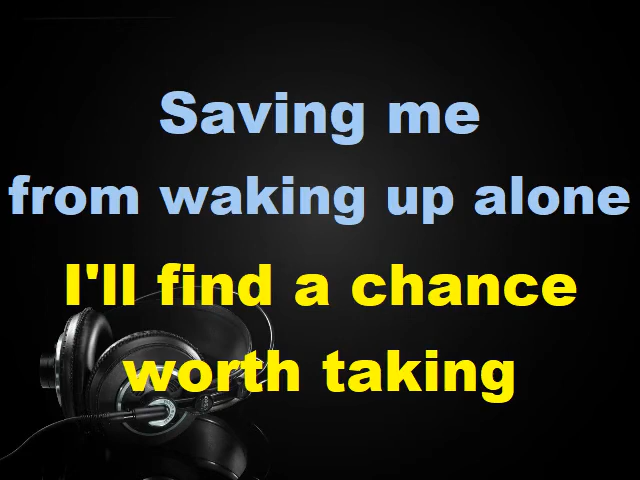 Saving me
from waking up alone
I'll find a chance
worth taking